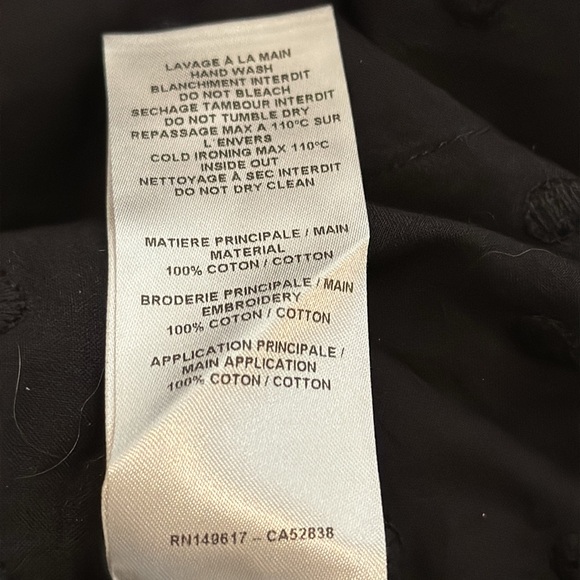 LAVAGE À LA MAIN
HAND WASH
BLANCHIMENT INTERDIT
DO NOT BLEACH
SECHAGE TAMBOUR INTERDIT
DO NOT TUMBLE DRY
REPASSAGE MAX A 110°C SUR
L'ENVERS
COLD IRONING MAX 110°C
INSIDE OUT
NETTOYAGE À SEC INTERDIT
DO NOT DRY CLEAN
MATIERE PRINCIPALE / MAIN
MATERIAL
100% COTON / COTTON
BRODERIE PRINCIPALE / MAIN
EMBROIDERY
100% COTON / COTTON
APPLICATION PRINCIPALE /
MAIN APPLICATION
100% COTON / COTTON
RN149617 -- CA52838